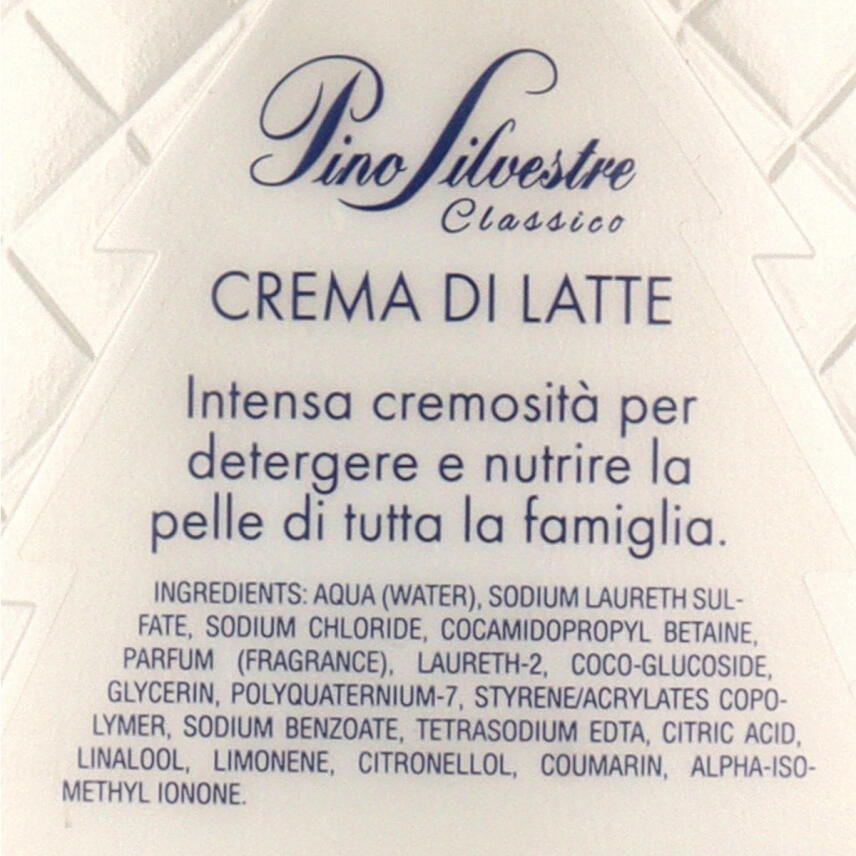 Pino Silvestre
Classico
CREMA DI LATTE
Intensa cremosità per
detergere e nutrire la
pelle di tutta la famiglia.
INGREDIENTS: AQUA (WATER), SODIUM LAURETH SUL-
FATE, SODIUM CHLORIDE, COCAMIDOPROPYL BETAINE,
PARFUM (FRAGRANCE), LAURETH-2, COCO-GLUCOSIDE,
GLYCERIN, POLYQUATERNIUM-7, STYRENE/ACRYLATES COPO-
LYMER, SODIUM BENZOATE, TETRASODIUM EDTA, CITRIC ACID,
LINALOOL, LIMONENE, CITRONELLOL, COUMARIN, ALPHA-ISO-
METHYL IONONE.